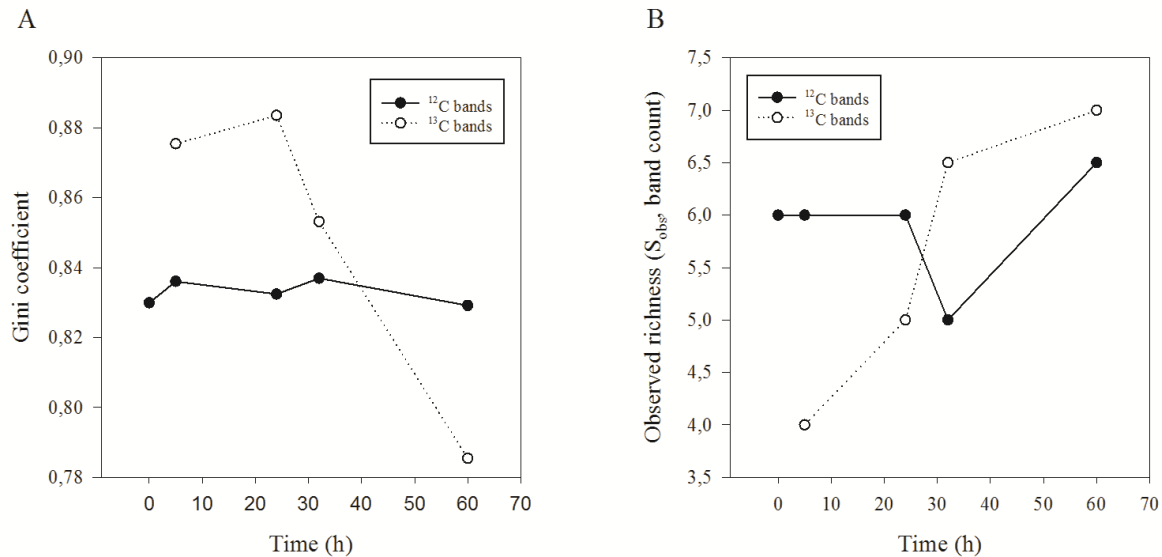 A
0,90
0,88
0,86
0,84
0,82
0,80
0,78
Gini coefficient
¹²C bands
¹³C bands
0 10 20 30 40 50 60 70
Time (h)
B
7,5
7,0
6,5
6,0
5,5
5,0
4,5
4,0
3,5
Observed richness (S_obs, band count)
¹²C bands
¹³C bands
0 10 20 30 40 50 60 70
Time (h)